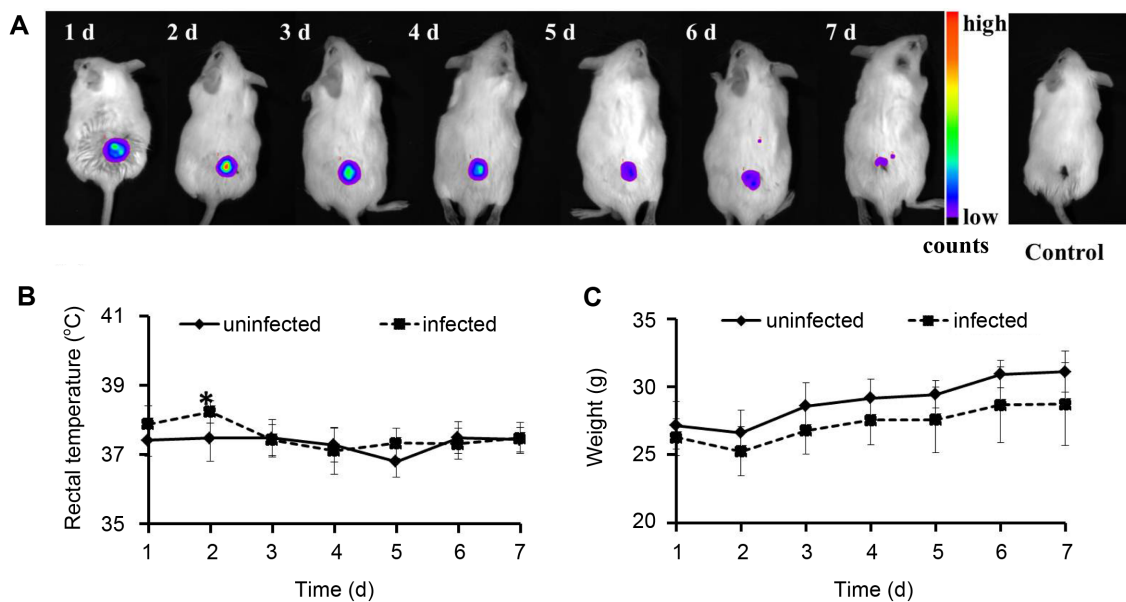 A
1 d 2 d 3 d 4 d 5 d 6 d 7 d
high
low
counts
Control
B
Rectal temperature (°C)
41
39
37
35
uninfected infected
*
1 2 3 4 5 6 7
Time (d)
C
Weight (g)
35
30
25
20
uninfected infected
1 2 3 4 5 6 7
Time (d)